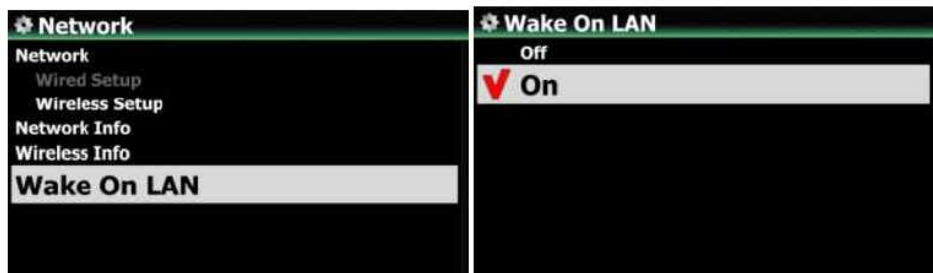 Network
Network
Wired Setup
Wireless Setup
Network Info
Wireless Info
Wake On LAN
Wake On LAN
Off
On